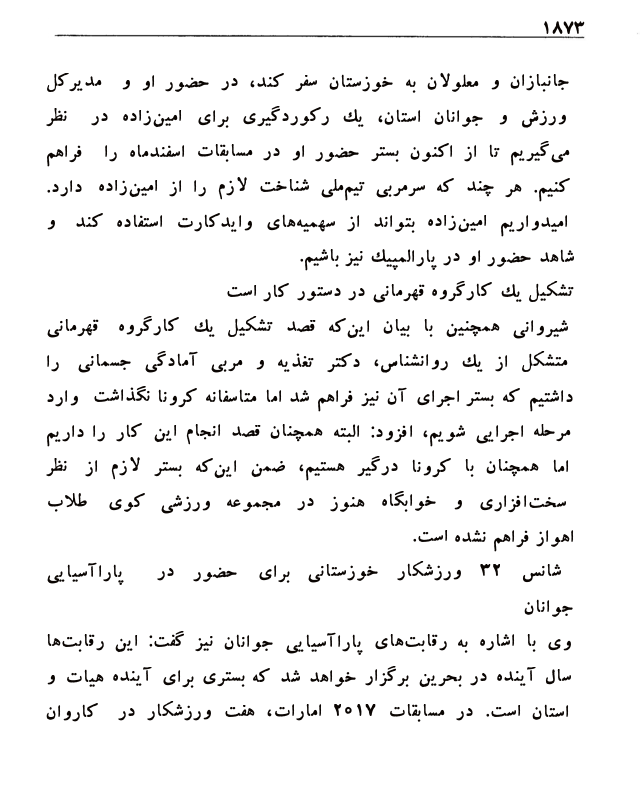 ۱۸۷۳
جانبازان و معلولان به خوزستان سفر کند، در حضور او و مدیرکل
ورزش و جوانان استان، یك رکوردگیری برای امین‌زاده در نظر
می‌گیریم تا از اکنون بستر حضور او در مسابقات اسفندماه را فراهم
کنیم. هر چند که سرمربی تیم‌ملی شناخت لازم را از امین‌زاده دارد.
امیدواریم امین‌زاده بتواند از سهمیه‌های وایدکارت استفاده کند و
شاهد حضور او در پارالمپیك نیز باشیم.
تشکیل یك کارگروه قهرمانی در دستور کار است
شیروانی همچنین با بیان این‌که قصد تشکیل یك کارگروه قهرمانی
متشکل از یك روانشناس، دکتر تغذیه و مربی آمادگی جسمانی را
داشتیم که بستر اجرای آن نیز فراهم شد اما متاسفانه کرونا نگذاشت وارد
مرحله اجرایی شویم، افزود: البته همچنان قصد انجام این کار را داریم
اما همچنان با کرونا درگیر هستیم، ضمن این‌که بستر لازم از نظر
سخت‌افزاری و خوابگاه هنوز در مجموعه ورزشی کوی طلاب
اهواز فراهم نشده است.
شانس ۳۲ ورزشکار خوزستانی برای حضور در پاراآسیایی
جوانان
وی با اشاره به رقابت‌های پاراآسیایی جوانان نیز گفت: این رقابت‌ها
سال آینده در بحرین برگزار خواهد شد که بستری برای آینده هیات و
استان است. در مسابقات ۲۰۱۷ امارات، هفت ورزشکار در کاروان